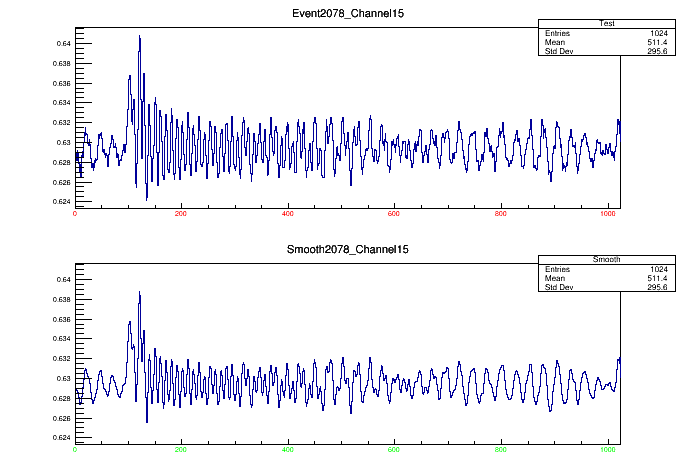 Event2078_Channel15
Test
Entries 1024
Mean 511.4
Std Dev 295.6
0.64
0.638
0.636
0.634
0.632
0.63
0.628
0.626
0.624
0 200 400 600 800 1000
Smooth2078_Channel15
Smooth
Entries 1024
Mean 511.4
Std Dev 295.6
0.64
0.638
0.636
0.634
0.632
0.63
0.628
0.626
0.624
0 200 400 600 800 1000